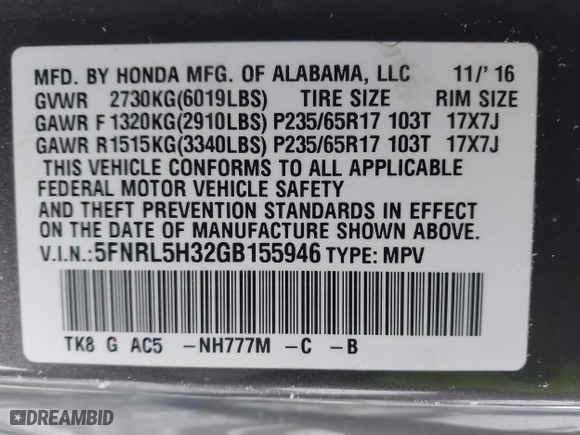 MFD. BY HONDA MFG. OF ALABAMA, LLC 11/' 16
GVWR 2730KG(6019LBS) TIRE SIZE RIM SIZE
GAWR F 1320KG(2910LBS) P235/65R17 103T 17X7J
GAWR R1515KG(3340LBS) P235/65R17 103T 17X7J
THIS VEHICLE CONFORMS TO ALL APPLICABLE
FEDERAL MOTOR VEHICLE SAFETY
AND THEFT PREVENTION STANDARDS IN EFFECT
ON THE DATE OF MANUFACTURE SHOWN ABOVE.
V.I.N.:5FNRL5H32GB155946 TYPE: MPV
TK8 G AC5 -NH777M -C -B
DREAMBID